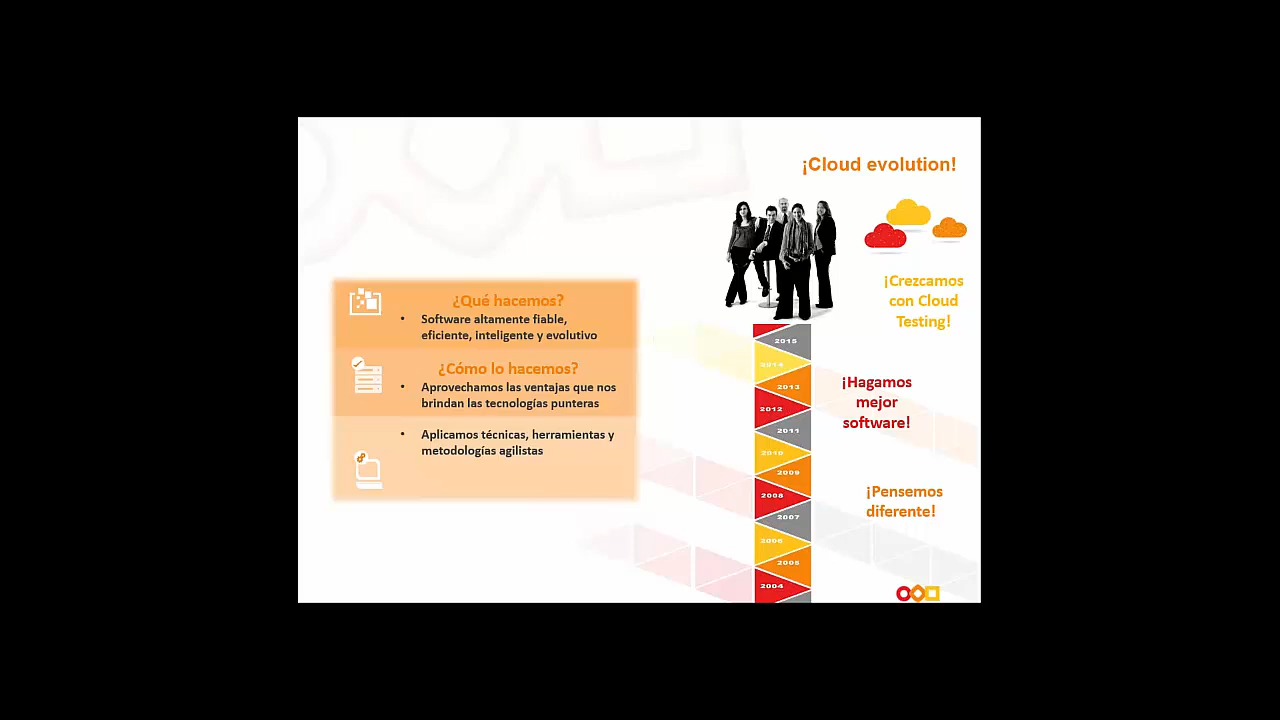 ¡Cloud evolution!
¡Crezcamos
con Cloud
Testing!
¿Qué hacemos?
• Software altamente fiable,
eficiente, inteligente y evolutivo
¿Cómo lo hacemos?
• Aprovechamos las ventajas que nos
brindan las tecnologías punteras
• Aplicamos técnicas, herramientas y
metodologías agilistas
2015
2014
2013
2012
2011
2010
2009
2008
2007
2006
2005
2004
¡Hagamos
mejor
software!
¡Pensemos
diferente!